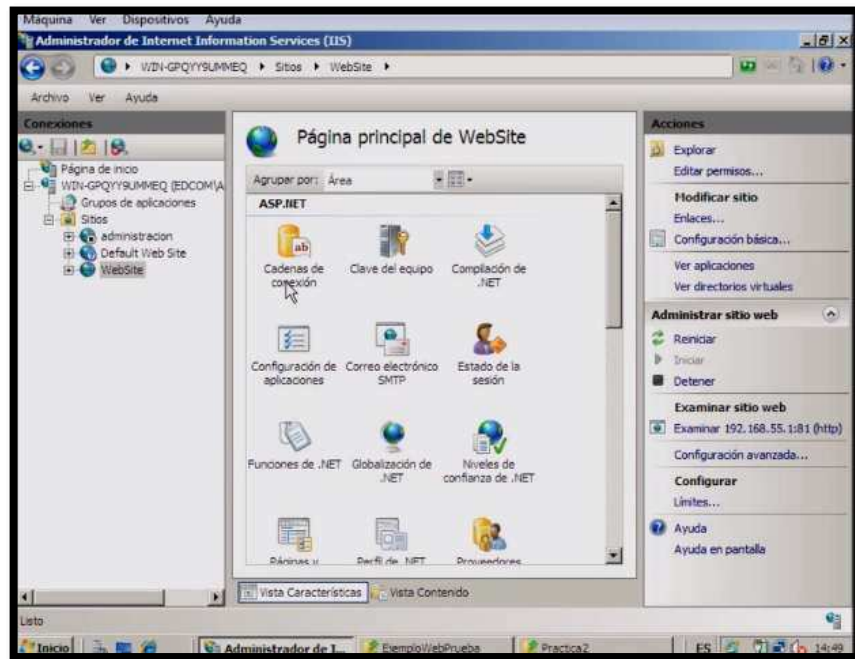 Máquina Ver Dispositivos Ayuda
Administrador de Internet Information Services (IIS)
WIN-GPQYY9UMMEQ Sitios WebSite
Archivo Ver Ayuda
Conexiones
Página de inicio
WIN-GPQYY9UMMEQ (EDCOM\A
Grupos de aplicaciones
Sitios
administracion
Default Web Site
WebSite
Página principal de WebSite
Agrupar por: Área
ASP.NET
Cadenas de conexión
Clave del equipo
Compilación de .NET
Configuración de aplicaciones
Correo electrónico SMTP
Estado de la sesión
Funciones de .NET
Globalización de .NET
Niveles de confianza de .NET
Páginas y
Perfil de .NET
Proveedores
Vista Características
Vista Contenido
Acciones
Explorar
Editar permisos...
Modificar sitio
Enlaces...
Configuración básica...
Ver aplicaciones
Ver directorios virtuales
Administrar sitio web
Reiniciar
Iniciar
Detener
Examinar sitio web
Examinar 192.168.55.1:81 (http)
Configuración avanzada...
Configurar
Límites...
Ayuda
Ayuda en pantalla
Listo
Inicio
Administrador de I...
EjemploWebPrueba
Practica2
ES
14:49